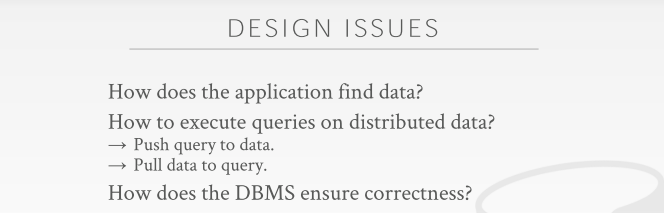 DESIGN ISSUES
How does the application find data?
How to execute queries on distributed data?
→ Push query to data.
→ Pull data to query.
How does the DBMS ensure correctness?